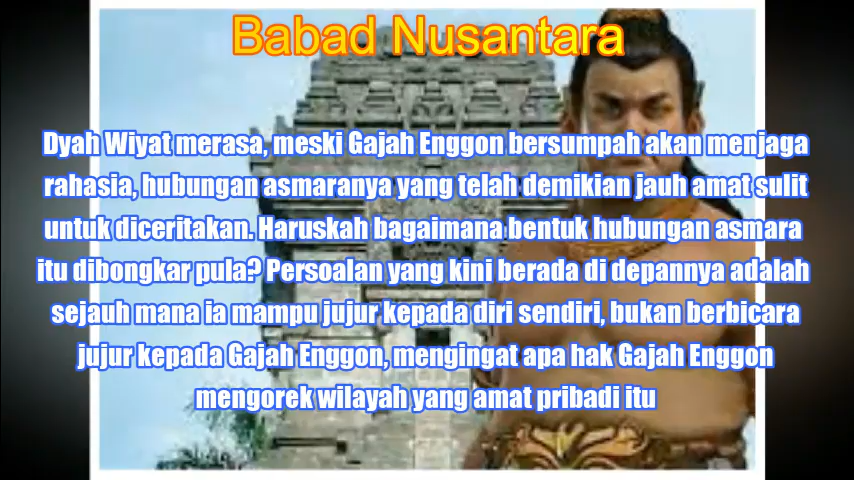 Babad Nusantara
Dyah Wiyat merasa, meski Gajah Enggon bersumpah akan menjaga
rahasia, hubungan asmaranya yang telah demikian jauh amat sulit
untuk diceritakan. Haruskah bagaimana bentuk hubungan asmara
itu dibongkar pula? Persoalan yang kini berada di depannya adalah
sejauh mana ia mampu jujur kepada diri sendiri, bukan berbicara
jujur kepada Gajah Enggon, mengingat apa hak Gajah Enggon
mengorek wilayah yang amat pribadi itu